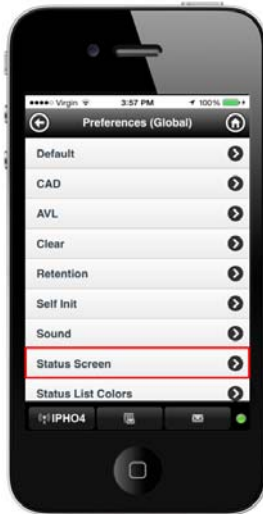 Virgin 3:57 PM 100%
Preferences (Global)
Default
CAD
AVL
Clear
Retention
Self Init
Sound
Status Screen
Status List Colors
IPHO4